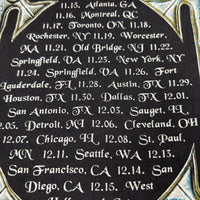 11.15. Atlanta, GA
11.16. Montreal, QC
11.17. Toronto, ON 11.18.
Rochester, NY 11.19. Worcester,
MA 11.21. Old Bridge, NJ 11.22.
Springfield, VA 11.23. New York, NY
11.24. Springfield, VA 11.26. Fort
Lauderdale, FL 11.28. Austin, TX 11.29.
Houston, TX 11.30. Dallas, TX 12.01.
San Antonio, TX 12.03. Sauget, IL
12.05. Detroit, MI 12.06. Cleveland, OH
12.07. Chicago, IL 12.08. St. Paul,
MN 12.11. Seattle, WA 12.13.
San Francisco, CA 12.14. San
Diego, CA 12.15. West